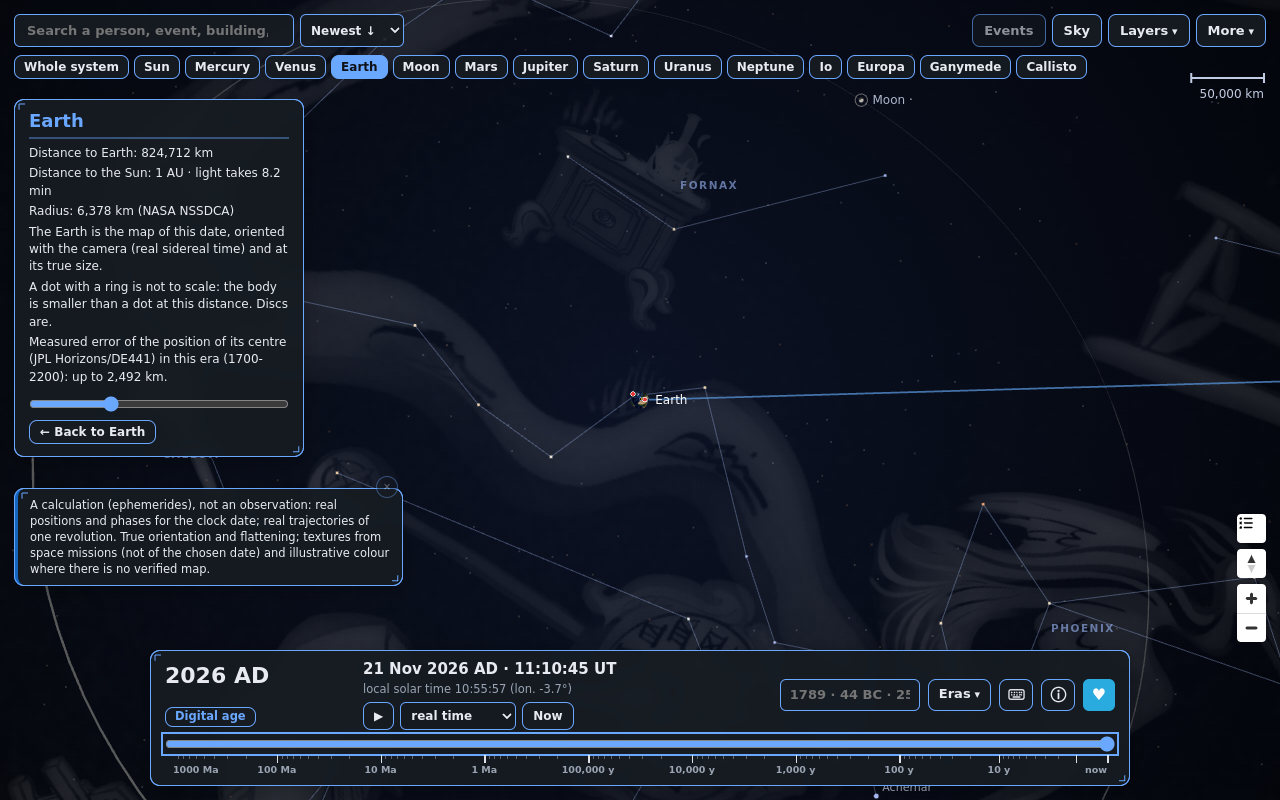 Search a person, event, building,
Newest ↓
Events
Sky
Layers ▾
More ▾
Whole system
Sun
Mercury
Venus
Earth
Moon
Mars
Jupiter
Saturn
Uranus
Neptune
Io
Europa
Ganymede
Callisto
50,000 km
Moon ·
Earth
Distance to Earth: 824,712 km
Distance to the Sun: 1 AU · light takes 8.2
min
Radius: 6,378 km (NASA NSSDCA)
The Earth is the map of this date, oriented
with the camera (real sidereal time) and at
its true size.
A dot with a ring is not to scale: the body
is smaller than a dot at this distance. Discs
are.
Measured error of the position of its centre
(JPL Horizons/DE441) in this era (1700-
2200): up to 2,492 km.
← Back to Earth
FORNAX
Earth
A calculation (ephemerides), not an observation: real
positions and phases for the clock date; real trajectories of
one revolution. True orientation and flattening; textures from
space missions (not of the chosen date) and illustrative colour
where there is no verified map.
PHOENIX
2026 AD
Digital age
21 Nov 2026 AD · 11:10:45 UT
local solar time 10:55:57 (lon. -3.7°)
real time
Now
1789 · 44 BC · 25
Eras ▾
1000 Ma
100 Ma
10 Ma
1 Ma
100,000 y
10,000 y
1,000 y
100 y
10 y
now
Achernar